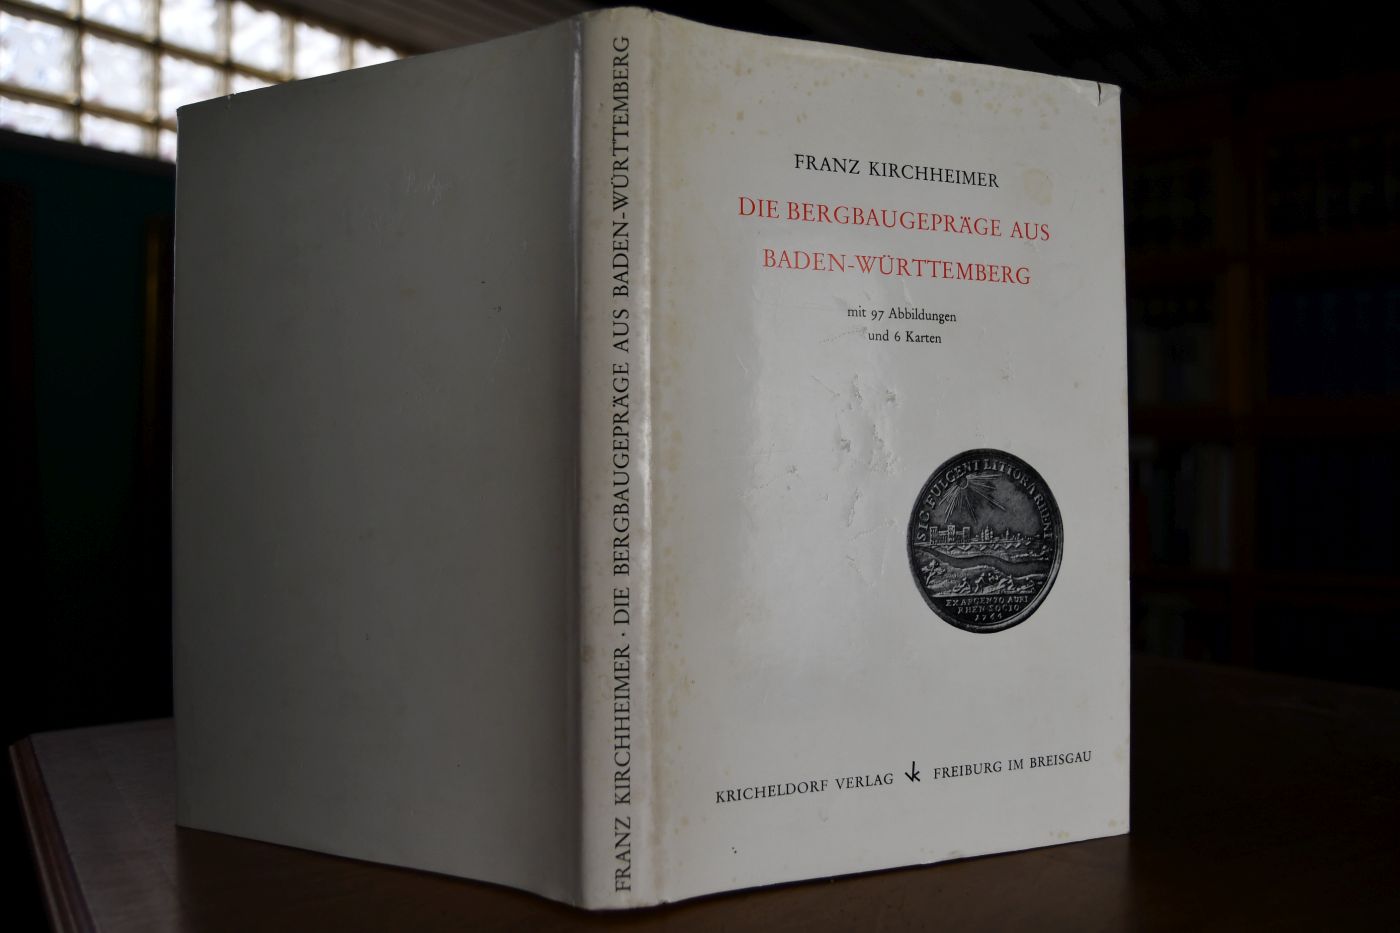 FRANZ KIRCHHEIMER · DIE BERGBAUGEPRÄGE AUS BADEN-WÜRTTEMBERG
FRANZ KIRCHHEIMER
DIE BERGBAUGEPRÄGE AUS
BADEN-WÜRTTEMBERG
mit 97 Abbildungen
und 6 Karten
SIC FULGENT LITTORA RHENI
EX ARGENTO AURI
RHEN SOCIO
KRICHELDORF VERLAG VK FREIBURG IM BREISGAU